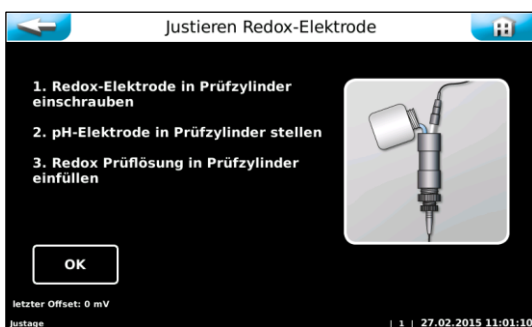 Justieren Redox-Elektrode
1. Redox-Elektrode in Prüfzylinder
einschrauben
2. pH-Elektrode in Prüfzylinder stellen
3. Redox Prüflösung in Prüfzylinder
einfüllen
OK
letzter Offset: 0 mV
Justage | 1 | 27.02.2015 11:01:10